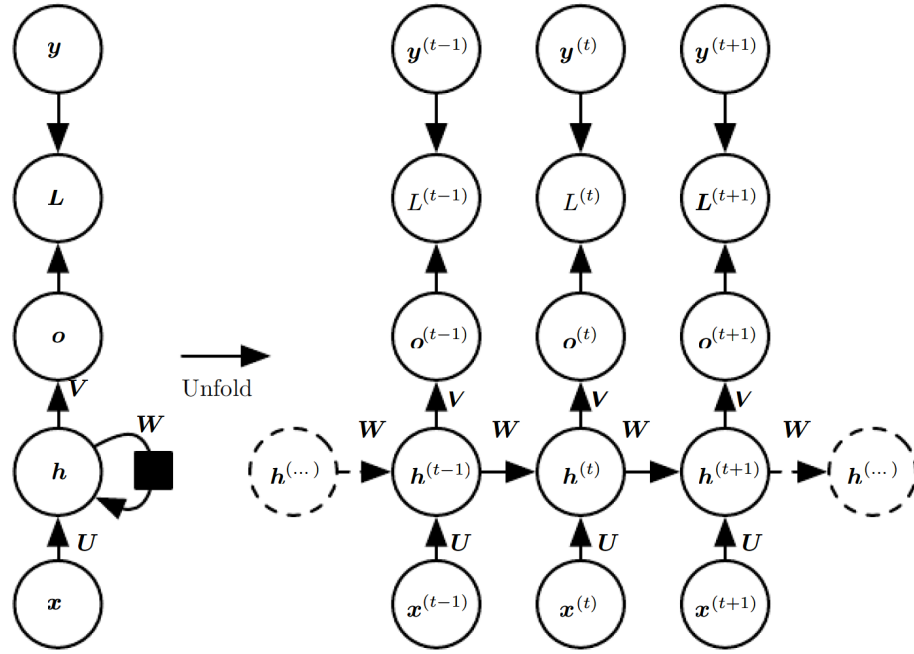 y y^(t−1) y^(t) y^(t+1)
L L^(t−1) L^(t) L^(t+1)
o o^(t−1) o^(t) o^(t+1)
Unfold
V V V V
W W W W W
h h^(...) h^(t−1) h^(t) h^(t+1) h^(...)
U U U U
x x^(t−1) x^(t) x^(t+1)